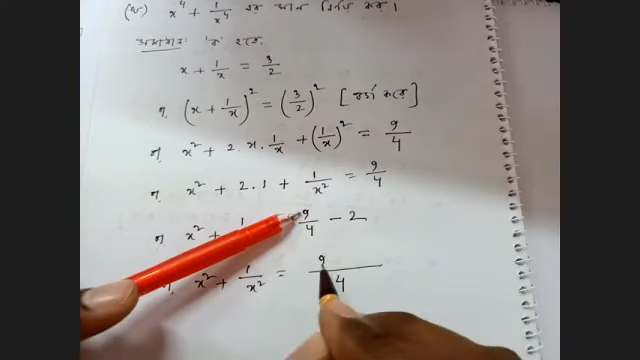 (খ) x⁴ + 1/x⁴ এর মান নির্ণয় কর।
সমাধান: 'ক' হতে,
x + 1/x = 3/2
বা, (x + 1/x)² = (3/2)² [বর্গ করে]
বা, x² + 2.x.1/x + (1/x)² = 9/4
বা, x² + 2.1 + 1/x² = 9/4
বা, x² + 1 9/4 - 2
বা, x² + 1/x² = 9/4